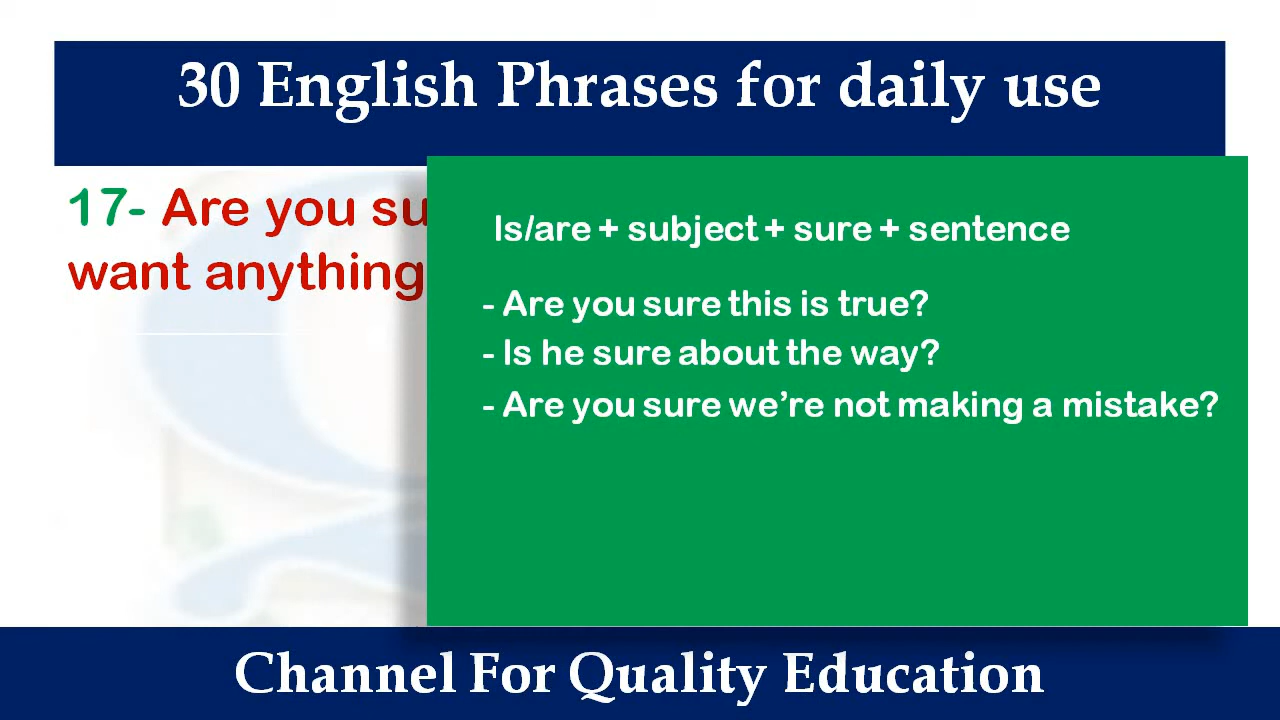 30 English Phrases for daily use
17- Are you su
want anything
Is/are + subject + sure + sentence
- Are you sure this is true?
- Is he sure about the way?
- Are you sure we’re not making a mistake?
Channel For Quality Education